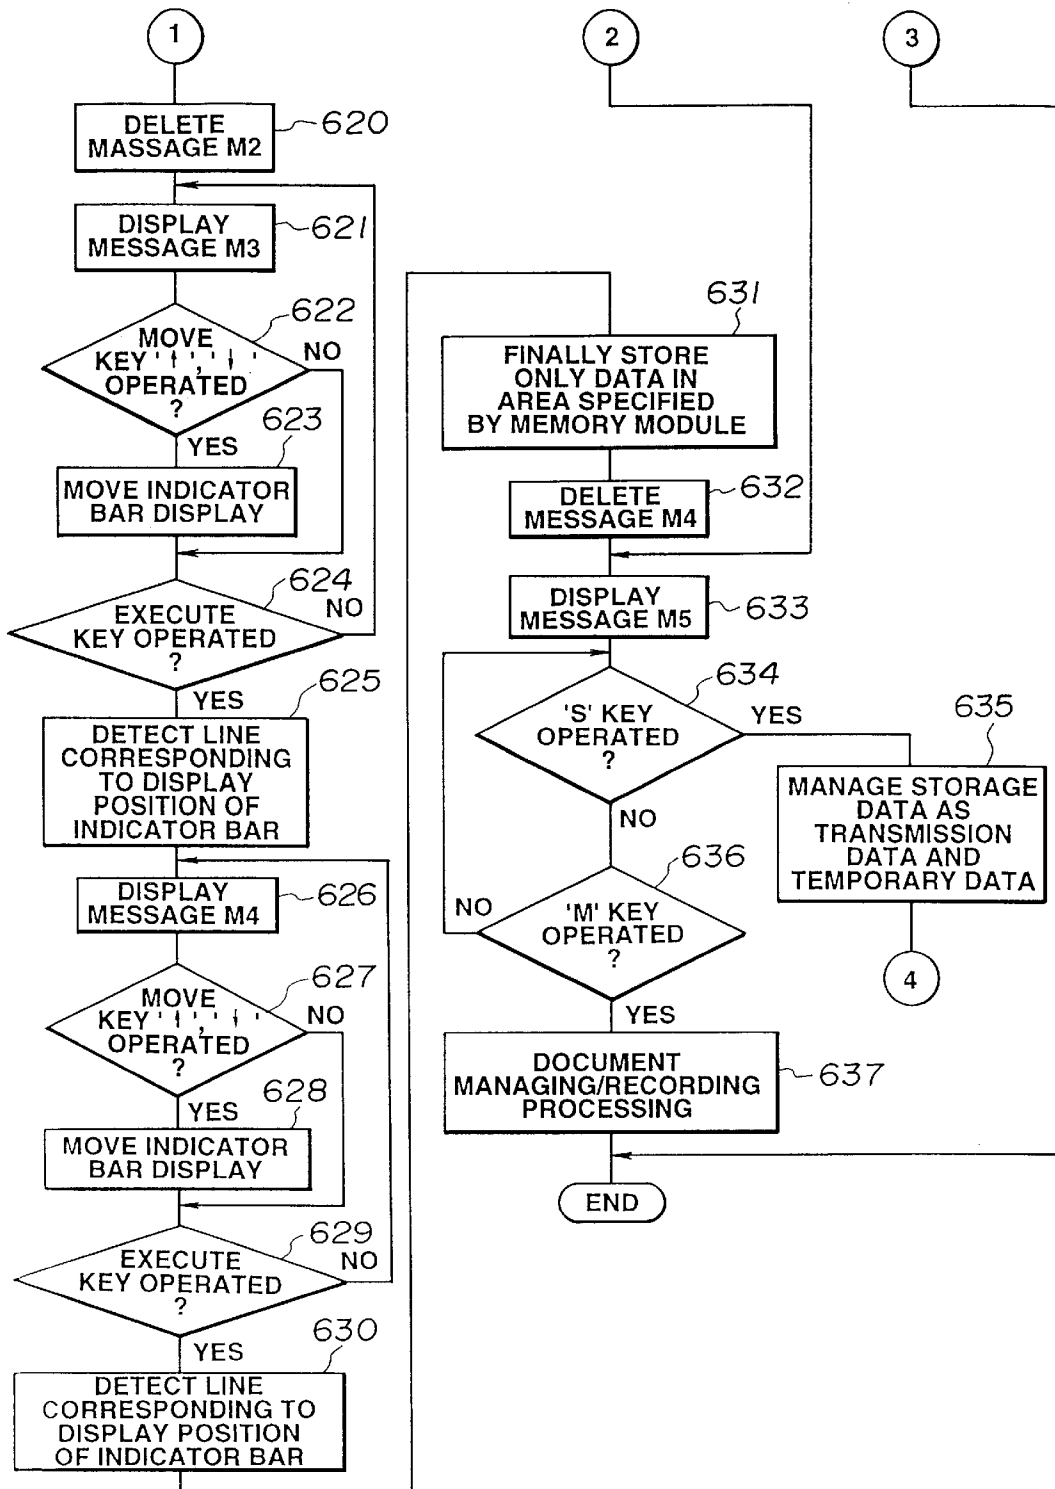 1
DELETE
MASSAGE M2
620
DISPLAY
MESSAGE M3
621
MOVE
KEY '↑','↓'
OPERATED
?
622
NO
YES
623
MOVE INDICATOR
BAR DISPLAY
624
EXECUTE
KEY OPERATED
?
NO
YES
625
DETECT LINE
CORRESPONDING
TO DISPLAY
POSITION OF
INDICATOR BAR
DISPLAY
MESSAGE M4
626
MOVE
KEY '↑','↓'
OPERATED
?
627
NO
YES
628
MOVE INDICATOR
BAR DISPLAY
629
EXECUTE
KEY OPERATED
?
NO
YES
630
DETECT LINE
CORRESPONDING TO
DISPLAY POSITION
OF INDICATOR BAR
2
631
FINALLY STORE
ONLY DATA IN
AREA SPECIFIED
BY MEMORY MODULE
DELETE
MESSAGE M4
632
DISPLAY
MESSAGE M5
633
634
'S' KEY
OPERATED
?
YES
NO
636
'M' KEY
OPERATED
?
NO
YES
DOCUMENT
MANAGING/RECORDING
PROCESSING
637
END
3
635
MANAGE STORAGE
DATA AS
TRANSMISSION
DATA AND
TEMPORARY DATA
4